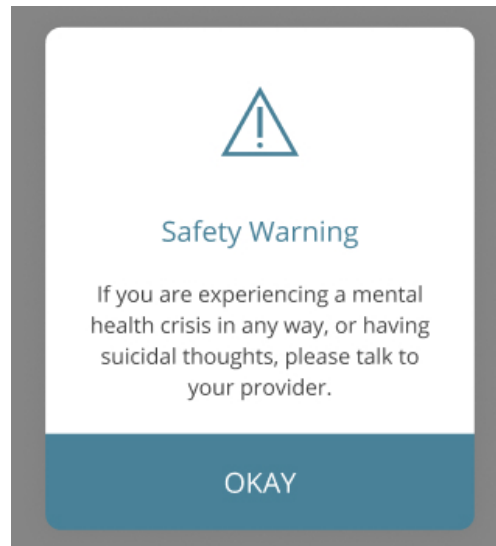 Safety Warning
If you are experiencing a mental
health crisis in any way, or having
suicidal thoughts, please talk to
your provider.
OKAY